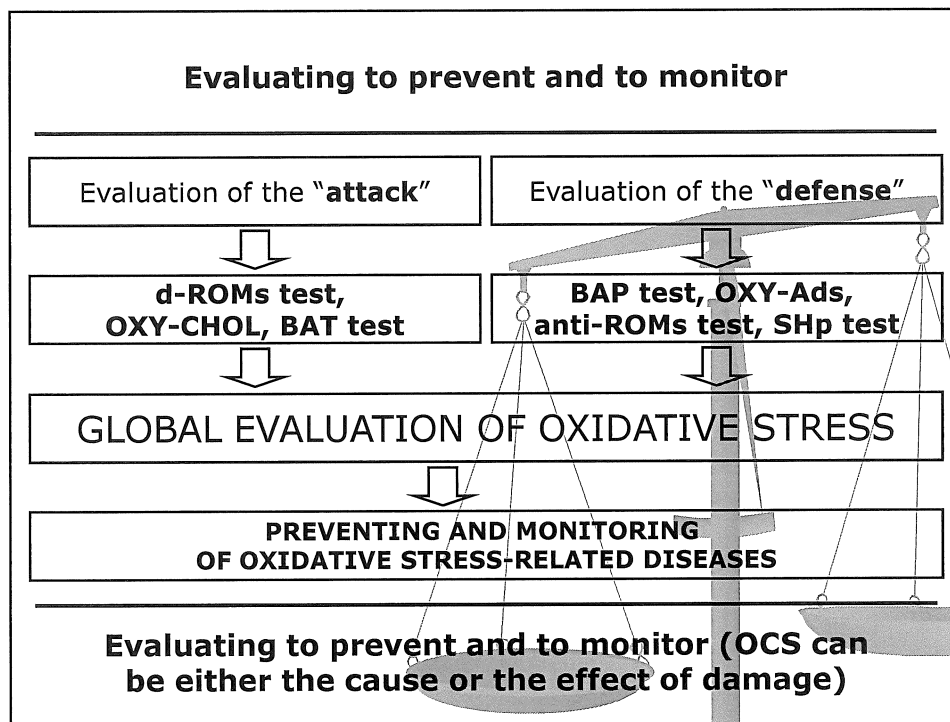 Evaluating to prevent and to monitor
Evaluation of the “attack”
Evaluation of the “defense”
d-ROMs test,
OXY-CHOL, BAT test
BAP test, OXY-Ads,
anti-ROMs test, SHp test
GLOBAL EVALUATION OF OXIDATIVE STRESS
PREVENTING AND MONITORING
OF OXIDATIVE STRESS-RELATED DISEASES
Evaluating to prevent and to monitor (OCS can
be either the cause or the effect of damage)